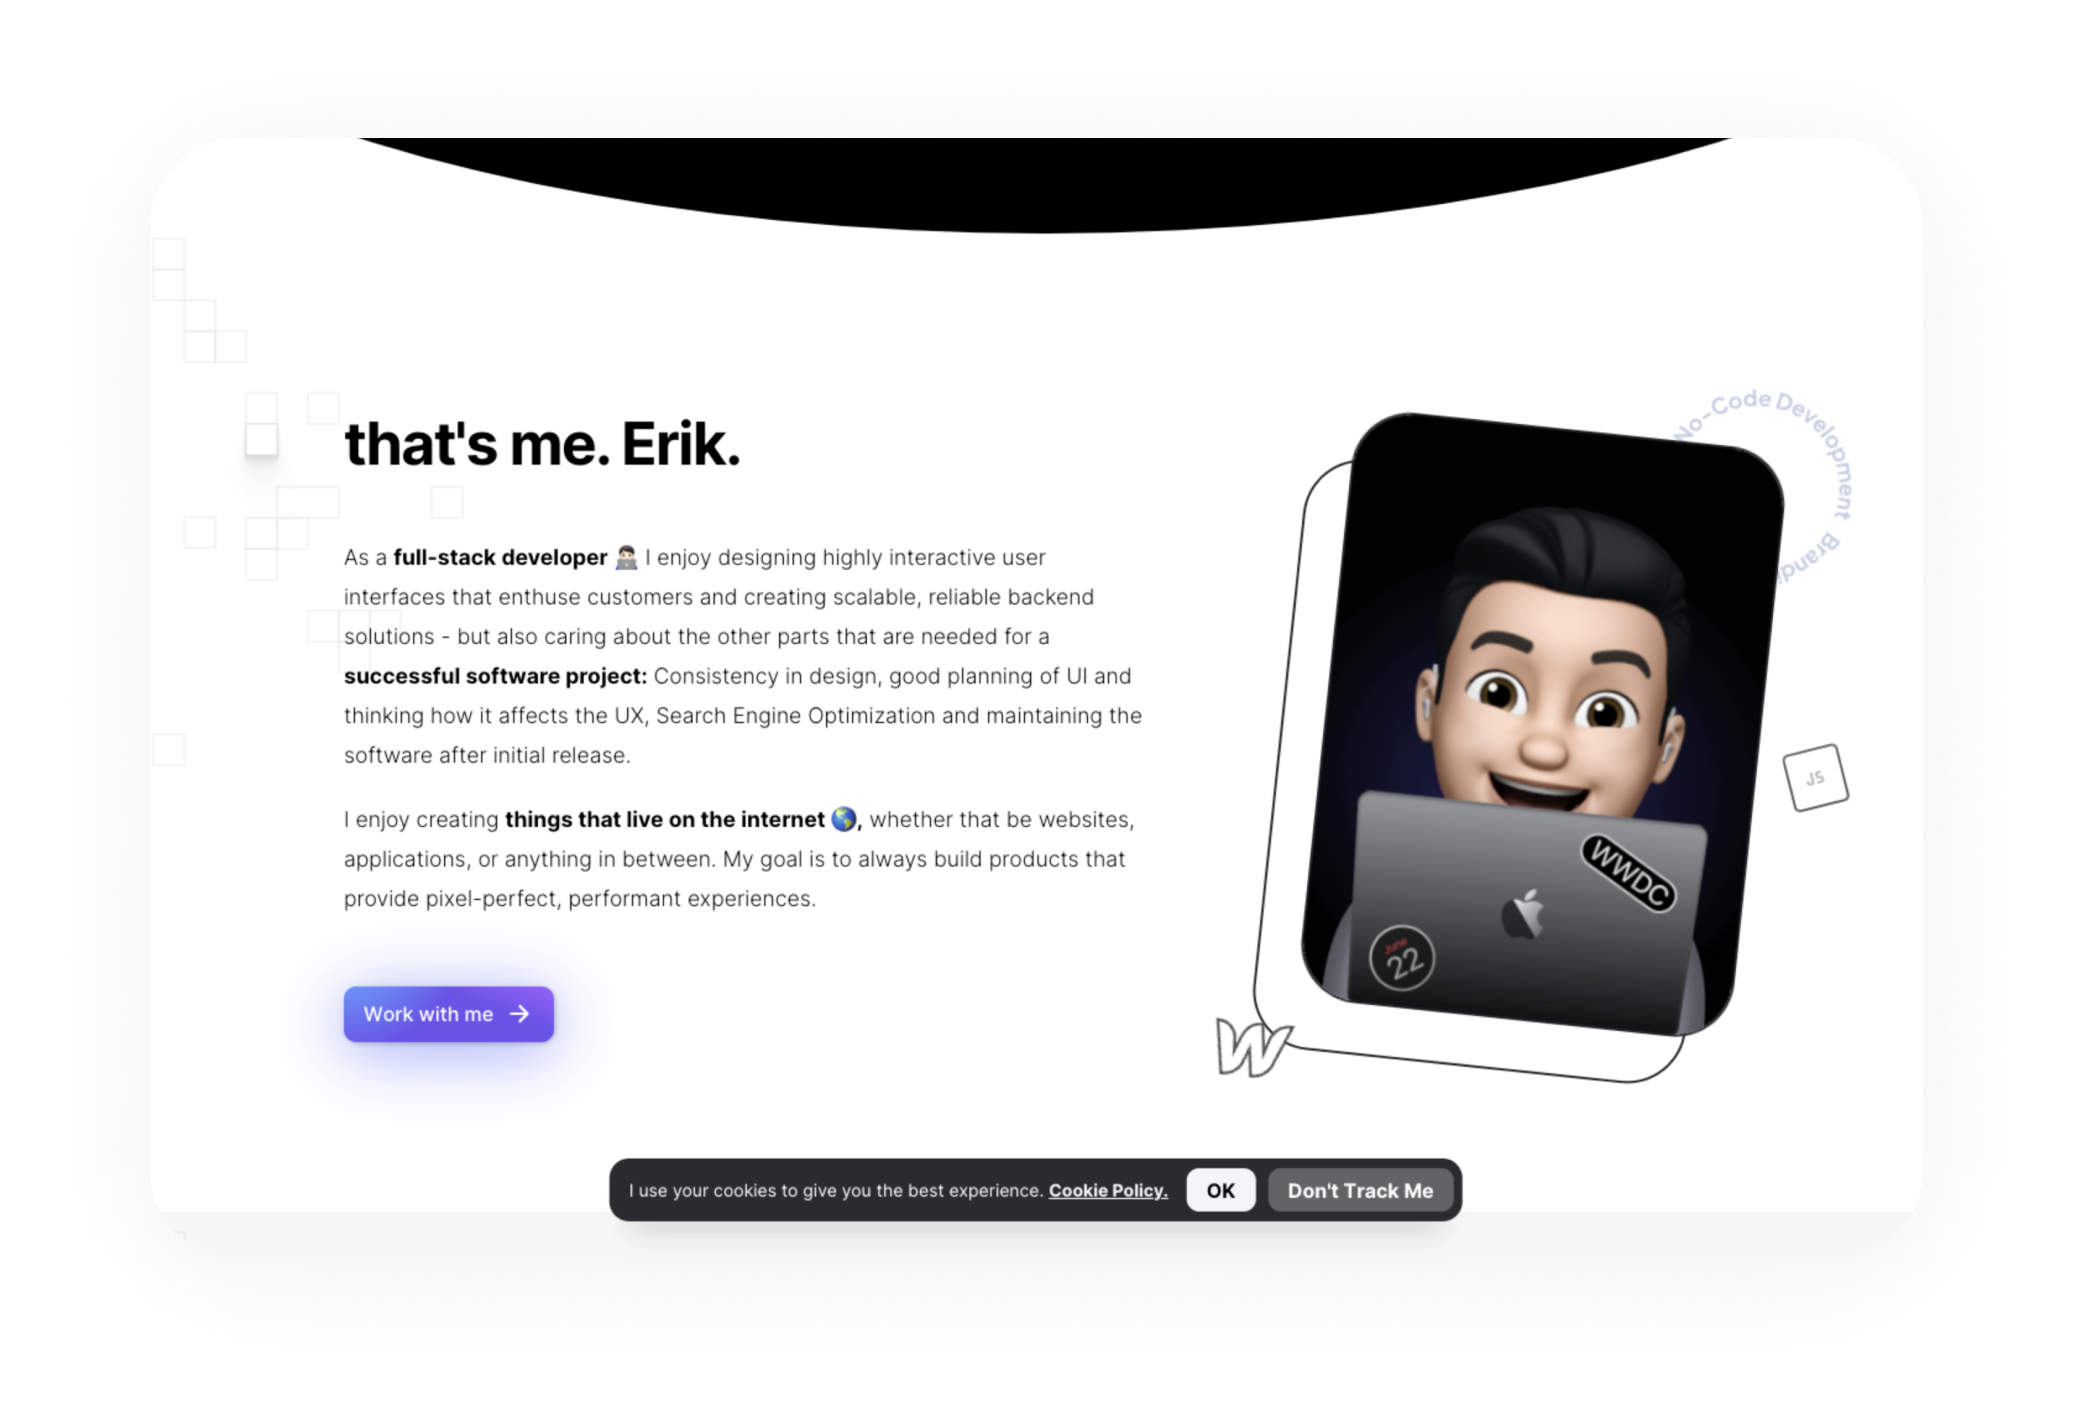 that's me. Erik.
As a full-stack developer 👨🏻‍💻 I enjoy designing highly interactive user
interfaces that enthuse customers and creating scalable, reliable backend
solutions - but also caring about the other parts that are needed for a
successful software project: Consistency in design, good planning of UI and
thinking how it affects the UX, Search Engine Optimization and maintaining the
software after initial release.
I enjoy creating things that live on the internet 🌎, whether that be websites,
applications, or anything in between. My goal is to always build products that
provide pixel-perfect, performant experiences.
Work with me →
No-Code Development Brandi
JS
WWDC
June
22
W
I use your cookies to give you the best experience. Cookie Policy. OK Don't Track Me